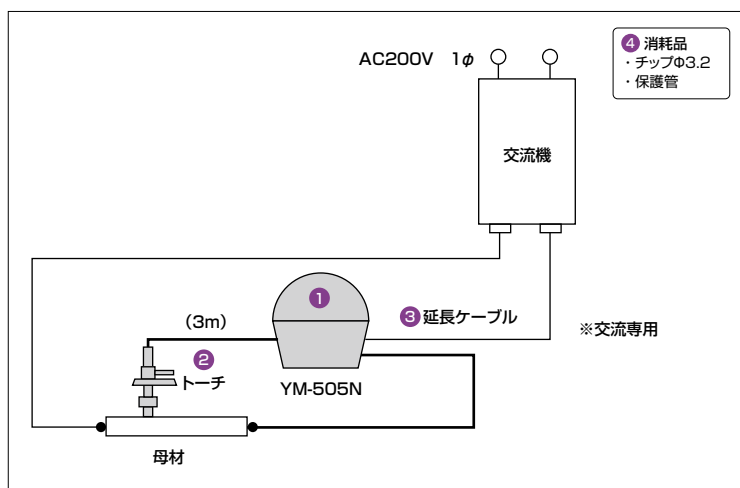 AC200V 1φ
④ 消耗品
・チップΦ3.2
・保護管
交流機
①
(3m)
③ 延長ケーブル
※交流専用
②
トーチ
YM-505N
母材